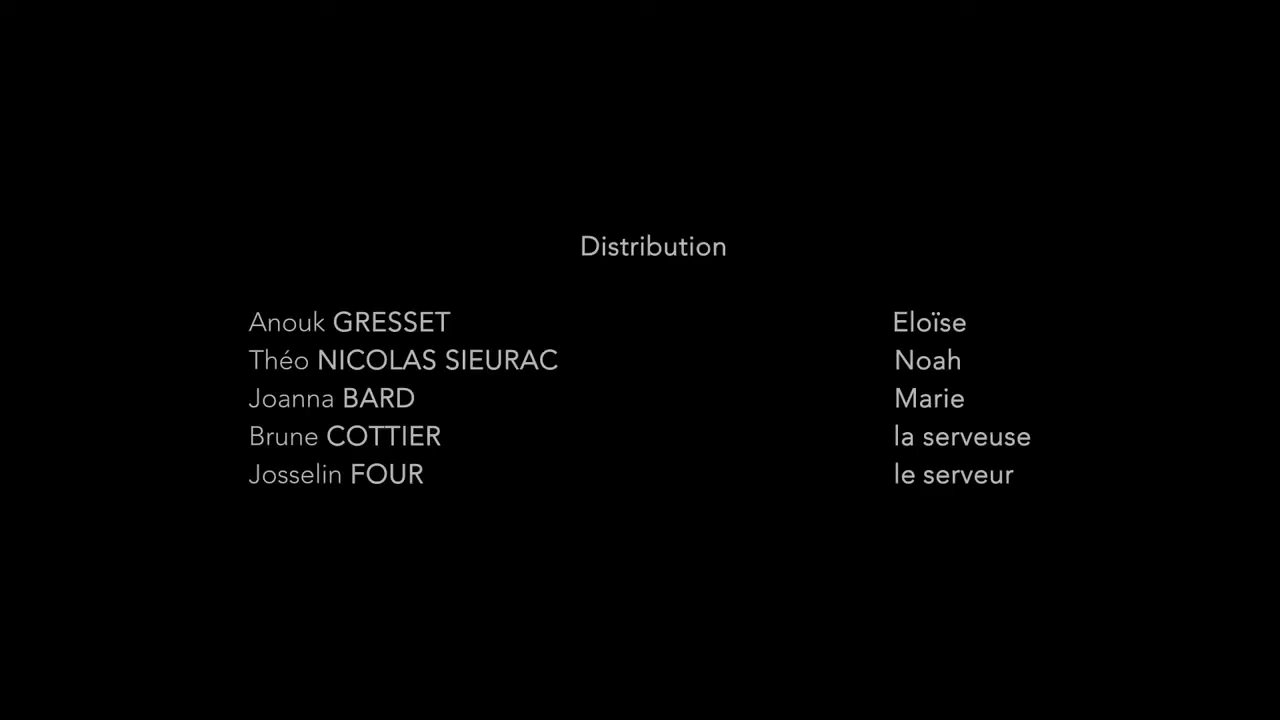 Distribution
Anouk GRESSET Eloïse
Théo NICOLAS SIEURAC Noah
Joanna BARD Marie
Brune COTTIER la serveuse
Josselin FOUR le serveur